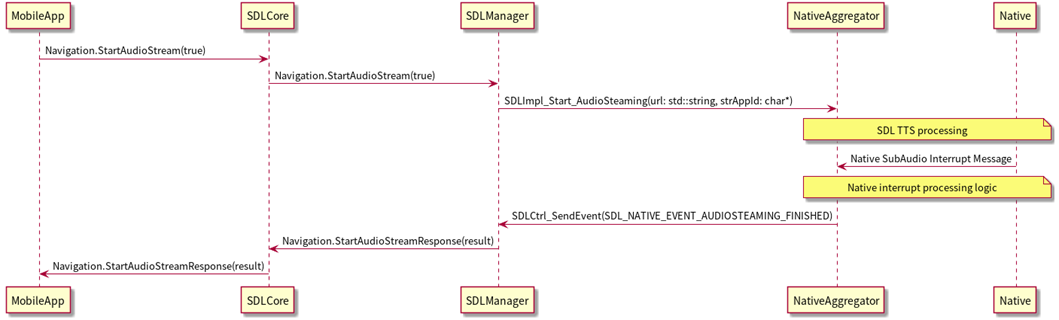 MobileApp SDLCore SDLManager NativeAggregator Native
Navigation.StartAudioStream(true)
Navigation.StartAudioStream(true)
SDLImpl_Start_AudioSteaming(url: std::string, strAppId: char*)
SDL TTS processing
Native SubAudio Interrupt Message
Native interrupt processing logic
SDLCtrl_SendEvent(SDL_NATIVE_EVENT_AUDIOSTEAMING_FINISHED)
Navigation.StartAudioStreamResponse(result)
Navigation.StartAudioStreamResponse(result)
MobileApp SDLCore SDLManager NativeAggregator Native